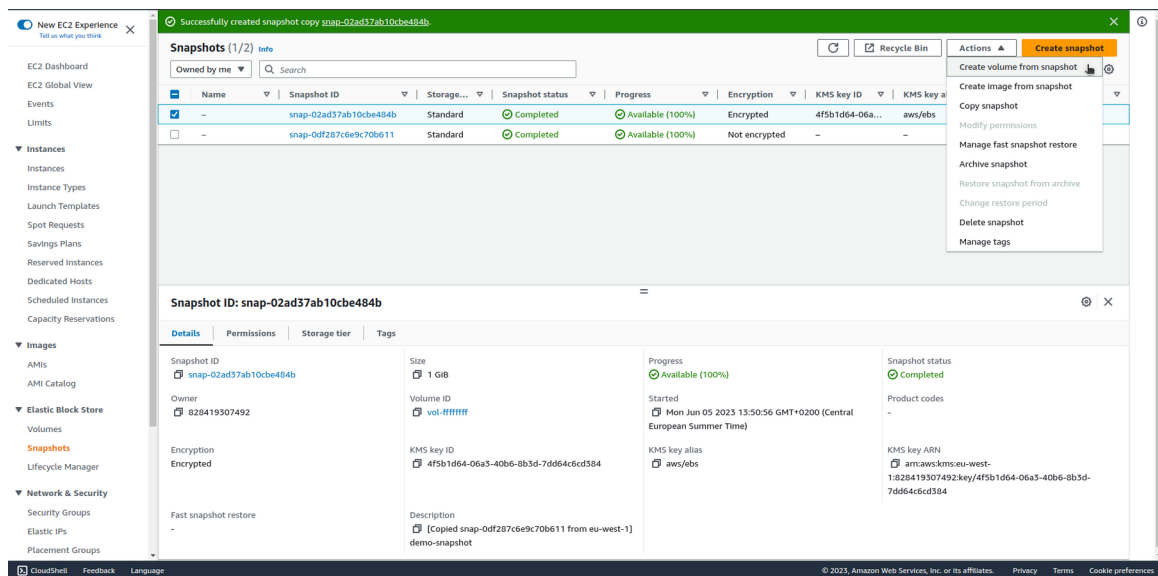 New EC2 Experience
Tell us what you think
EC2 Dashboard
EC2 Global View
Events
Limits
Instances
Instances
Instance Types
Launch Templates
Spot Requests
Savings Plans
Reserved Instances
Dedicated Hosts
Scheduled Instances
Capacity Reservations
Images
AMIs
AMI Catalog
Elastic Block Store
Volumes
Snapshots
Lifecycle Manager
Network & Security
Security Groups
Elastic IPs
Placement Groups
Successfully created snapshot copy snap-02ad37ab10cbe484b.
Snapshots (1/2) Info
Recycle Bin
Actions
Create snapshot
Owned by me
Search
Create volume from snapshot
Create image from snapshot
Copy snapshot
Modify permissions
Manage fast snapshot restore
Archive snapshot
Restore snapshot from archive
Change restore period
Delete snapshot
Manage tags
Name Snapshot ID Storage... Snapshot status Progress Encryption KMS key ID KMS key a
– snap-02ad37ab10cbe484b Standard Completed Available (100%) Encrypted 4f5b1d64-06a... aws/ebs
– snap-0df287c6e9c70b611 Standard Completed Available (100%) Not encrypted – –
Snapshot ID: snap-02ad37ab10cbe484b
Details Permissions Storage tier Tags
Snapshot ID
snap-02ad37ab10cbe484b
Size
1 GiB
Progress
Available (100%)
Snapshot status
Completed
Owner
828419307492
Volume ID
vol-ffffffff
Started
Mon Jun 05 2023 13:50:56 GMT+0200 (Central
European Summer Time)
Product codes
-
Encryption
Encrypted
KMS key ID
4f5b1d64-06a3-40b6-8b3d-7dd64c6cd384
KMS key alias
aws/ebs
KMS key ARN
arn:aws:kms:eu-west-
1:828419307492:key/4f5b1d64-06a3-40b6-8b3d-
7dd64c6cd384
Fast snapshot restore
-
Description
[Copied snap-0df287c6e9c70b611 from eu-west-1]
demo-snapshot
CloudShell Feedback Language
© 2023, Amazon Web Services, Inc. or its affiliates. Privacy Terms Cookie preferences